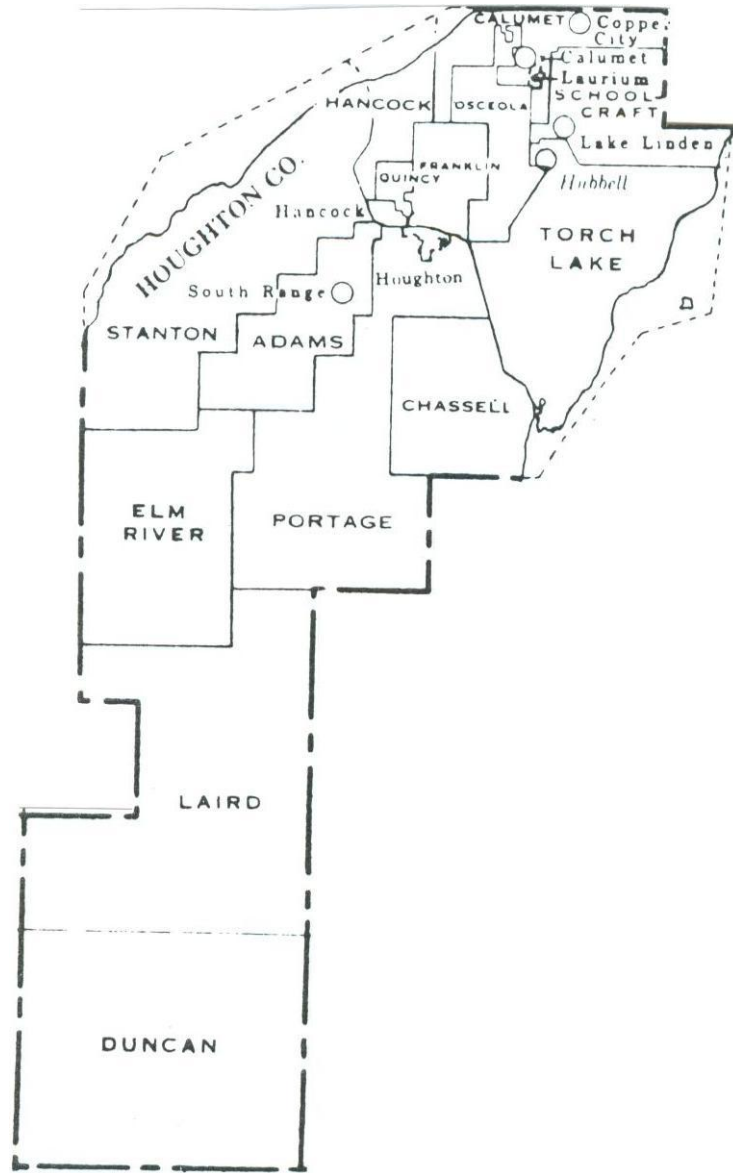 CALUMET
Copper
City
Calumet
Laurium
SCHOOL
CRAFT
HANCOCK
OSCEOLA
Lake Linden
FRANKLIN
QUINCY
Hubbell
HOUGHTON CO.
Hancock
TORCH
LAKE
Houghton
South Range
STANTON
ADAMS
CHASSELL
ELM
RIVER
PORTAGE
LAIRD
DUNCAN